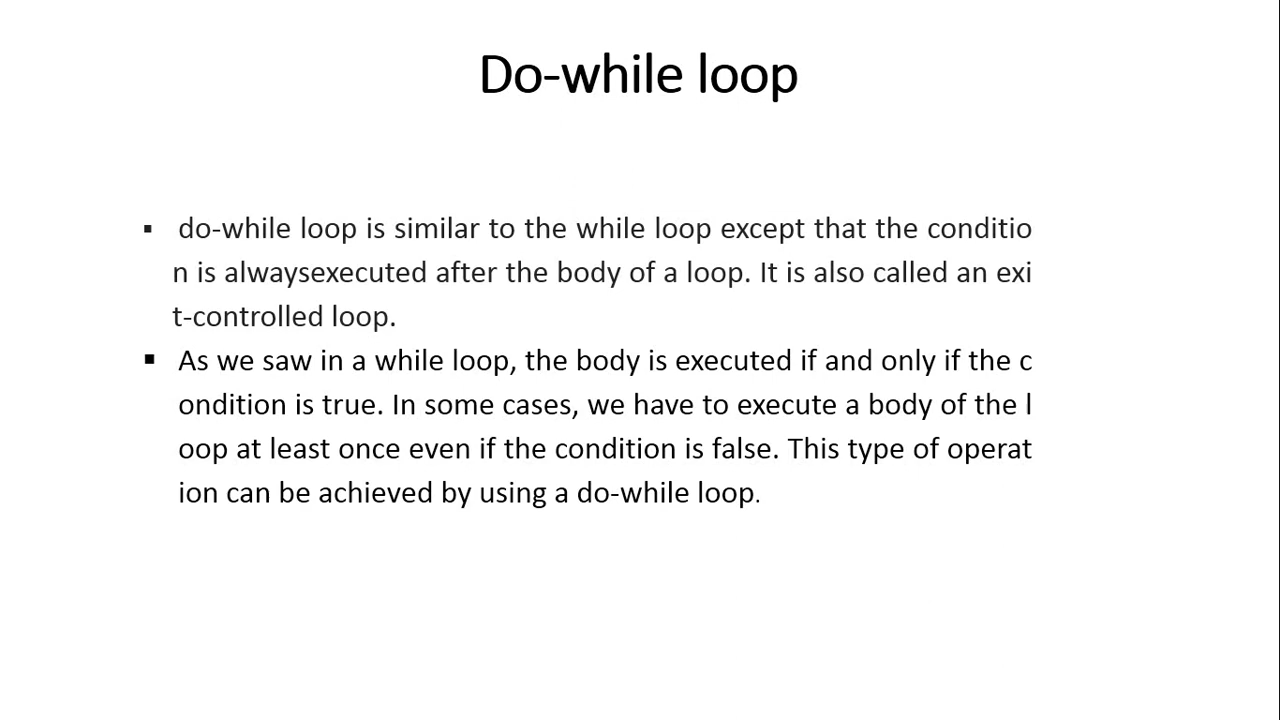 Do-while loop
▪ do-while loop is similar to the while loop except that the conditio
n is alwaysexecuted after the body of a loop. It is also called an exi
t-controlled loop.
▪ As we saw in a while loop, the body is executed if and only if the c
ondition is true. In some cases, we have to execute a body of the l
oop at least once even if the condition is false. This type of operat
ion can be achieved by using a do-while loop.